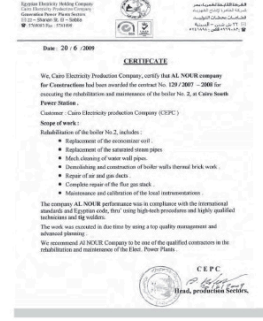 Egyptian Electricity Holding Company
Cairo Electricity Production Company
Generation Power Plants Sectors
Date : 20 / 6 /2009
CERTIFICATE
We, Cairo Electricity Production Company, certify that AL NOUR company
for Constructions had been awarded the contract No. 129 / 2007 – 2008 for
executing the rehabilitation and maintenance of the boiler No. 2, at Cairo South
Power Station .
Customer : Cairo Electricity production Company (CEPC )
Scope of work :
Rehabilitation of the boiler No.2, includes :
• Replacement of the economizer coil .
• Replacement of the saturated steam pipes
• Mech cleaning of water wall pipes.
• Demolishing and construction of boiler walls thermal brick work .
• Repair of air and gas ducts .
• Complete repair of the flue gas stack .
• Maintenance and calibration of the local instrumentations .
The company AL NOUR performance was in compliance with the international
standards and Egyptian code, thru' using high-tech procedures and highly qualified
technicians and tig welders.
The work was executed in due time by using a top quality management and
advanced planning .
We recommend Al NOUR Company to be one of the qualified contractors in the
rehabilitation and maintenance of the Elect. Power Plants .
C E P C
Head, production Sectors,